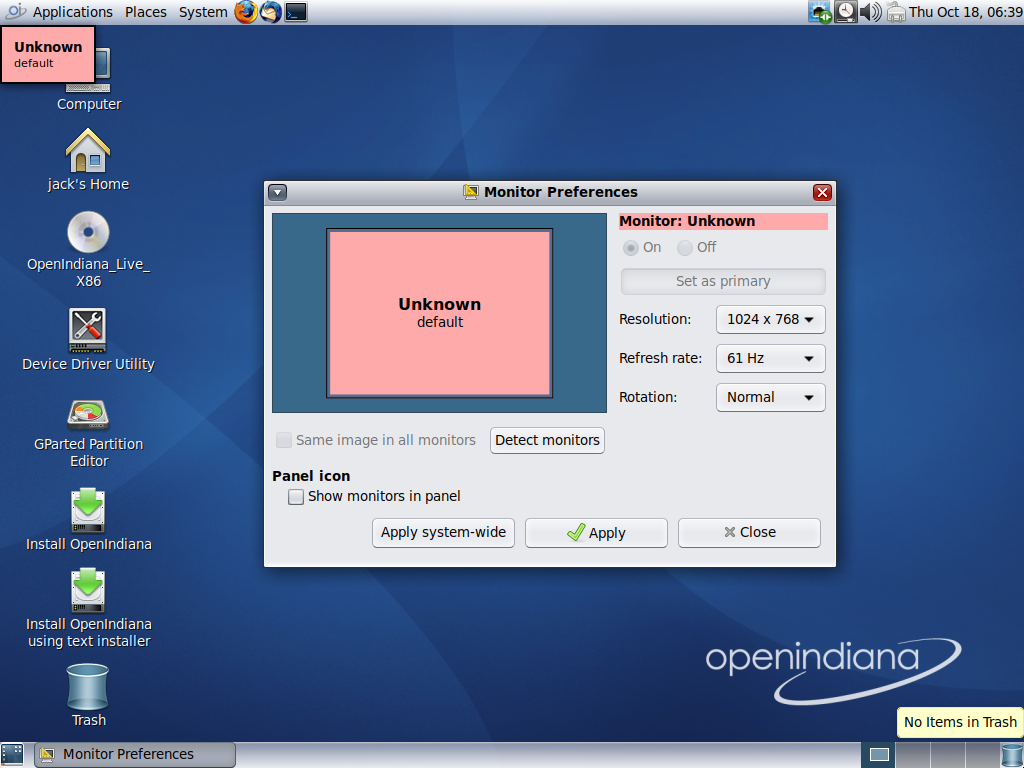 Applications Places System
Thu Oct 18, 06:39
Unknown
default
Computer
jack's Home
OpenIndiana_Live_
X86
Device Driver Utility
GParted Partition
Editor
Install OpenIndiana
Install OpenIndiana
using text installer
Trash
Monitor Preferences
Unknown
default
Monitor: Unknown
On Off
Set as primary
Resolution: 1024 x 768
Refresh rate: 61 Hz
Rotation: Normal
Same image in all monitors Detect monitors
Panel icon
Show monitors in panel
Apply system-wide Apply Close
openindiana
No Items in Trash
Monitor Preferences